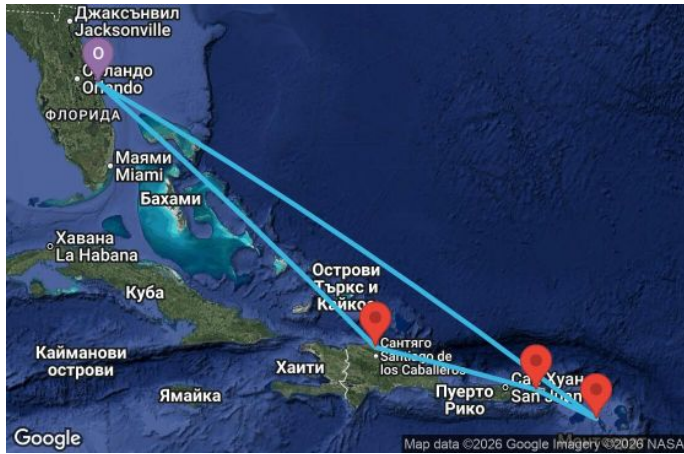 Джаксънвил
Jacksonville
O
Орландо
Orlando
ФЛОРИДА
Маями
Miami
Бахами
Хавана
La Habana
Куба
Острови
Търкс и
Кайкос
Кайманови
острови
Ямайка
Хаити
Сантяго
Santiago de
los Caballeros
Пуерто
Рико
Сан Хуан
San Juan
Google
Map data ©2026 Google Imagery ©2026 NASA